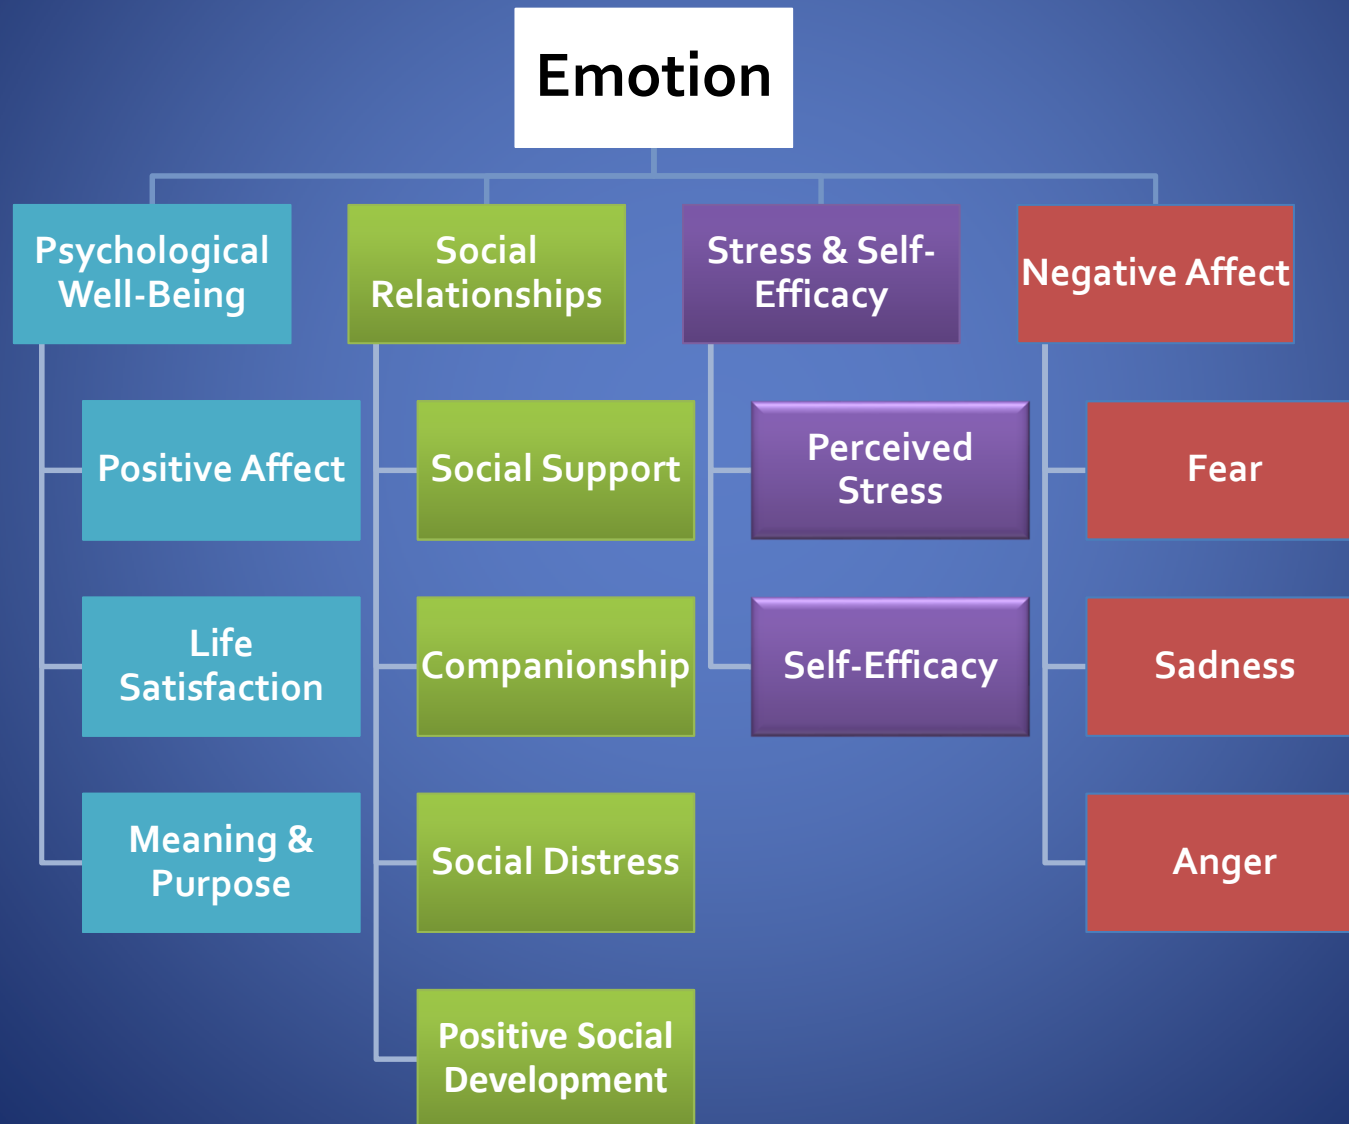 Emotion
Psychological
Well-Being
Social
Relationships
Stress & Self-
Efficacy
Negative Affect
Positive Affect
Social Support
Perceived
Stress
Fear
Life
Satisfaction
Companionship
Self-Efficacy
Sadness
Meaning &
Purpose
Social Distress
Anger
Positive Social
Development